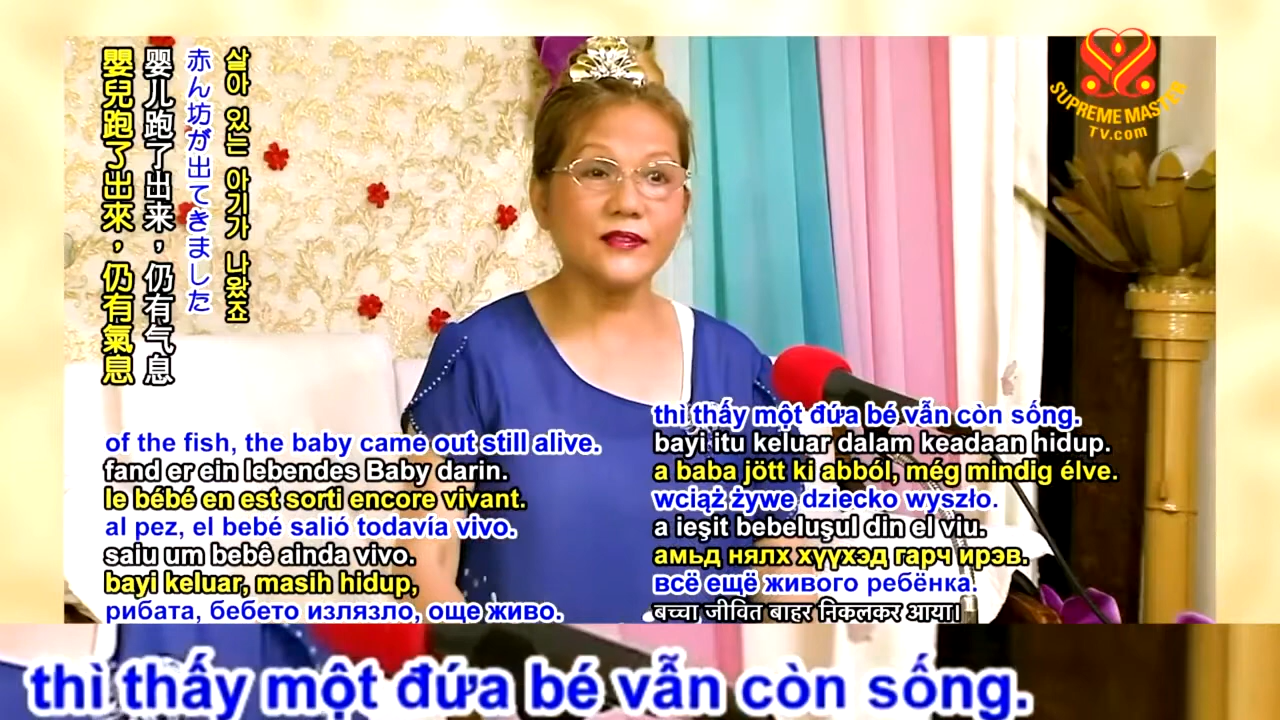 嬰兒跑了出來，仍有氣息
婴儿跑了出来，仍有气息
赤ん坊が出てきました
살아 있는 아기가 나왔죠
SUPREME MASTER
TV.com
of the fish, the baby came out still alive.
fand er ein lebendes Baby darin.
le bébé en est sorti encore vivant.
al pez, el bebé salió todavía vivo.
saiu um bebê ainda vivo.
bayi keluar, masih hidup,
рибата, бебето излязло, още живо.
thì thấy một đứa bé vẫn còn sống.
bayi itu keluar dalam keadaan hidup.
a baba jött ki abból, még mindig élve.
wciąż żywe dziecko wyszło.
a ieşit bebeluşul din el viu.
амьд нялх хүүхэд гарч ирэв.
всё ещё живого ребёнка.
बच्चा जीवित बाहर निकलकर आया।
thì thấy một đứa bé vẫn còn sống.